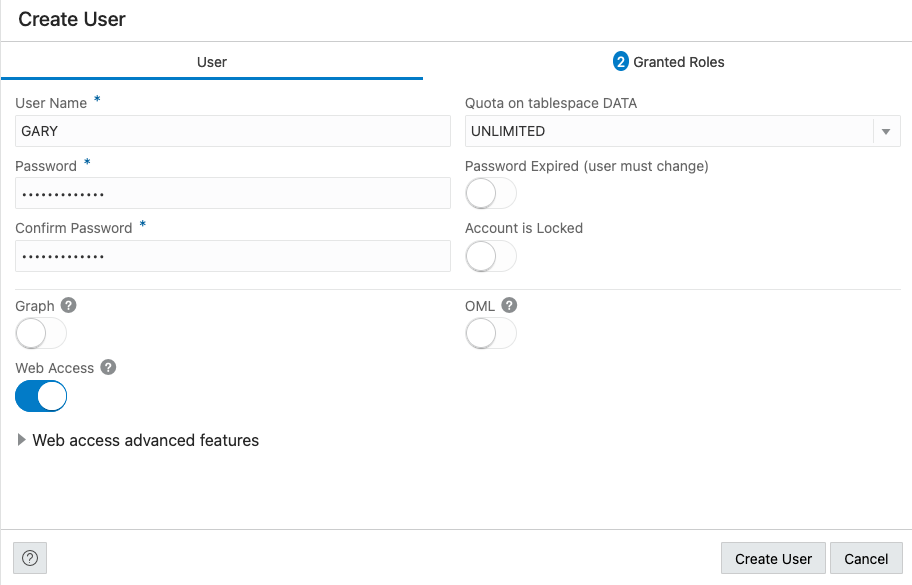 Create User
User
2 Granted Roles
User Name *
Quota on tablespace DATA
GARY
UNLIMITED
Password *
Password Expired (user must change)
•••••••••••••
Confirm Password *
Account is Locked
•••••••••••••
Graph ?
OML ?
Web Access ?
Web access advanced features
?
Create User
Cancel